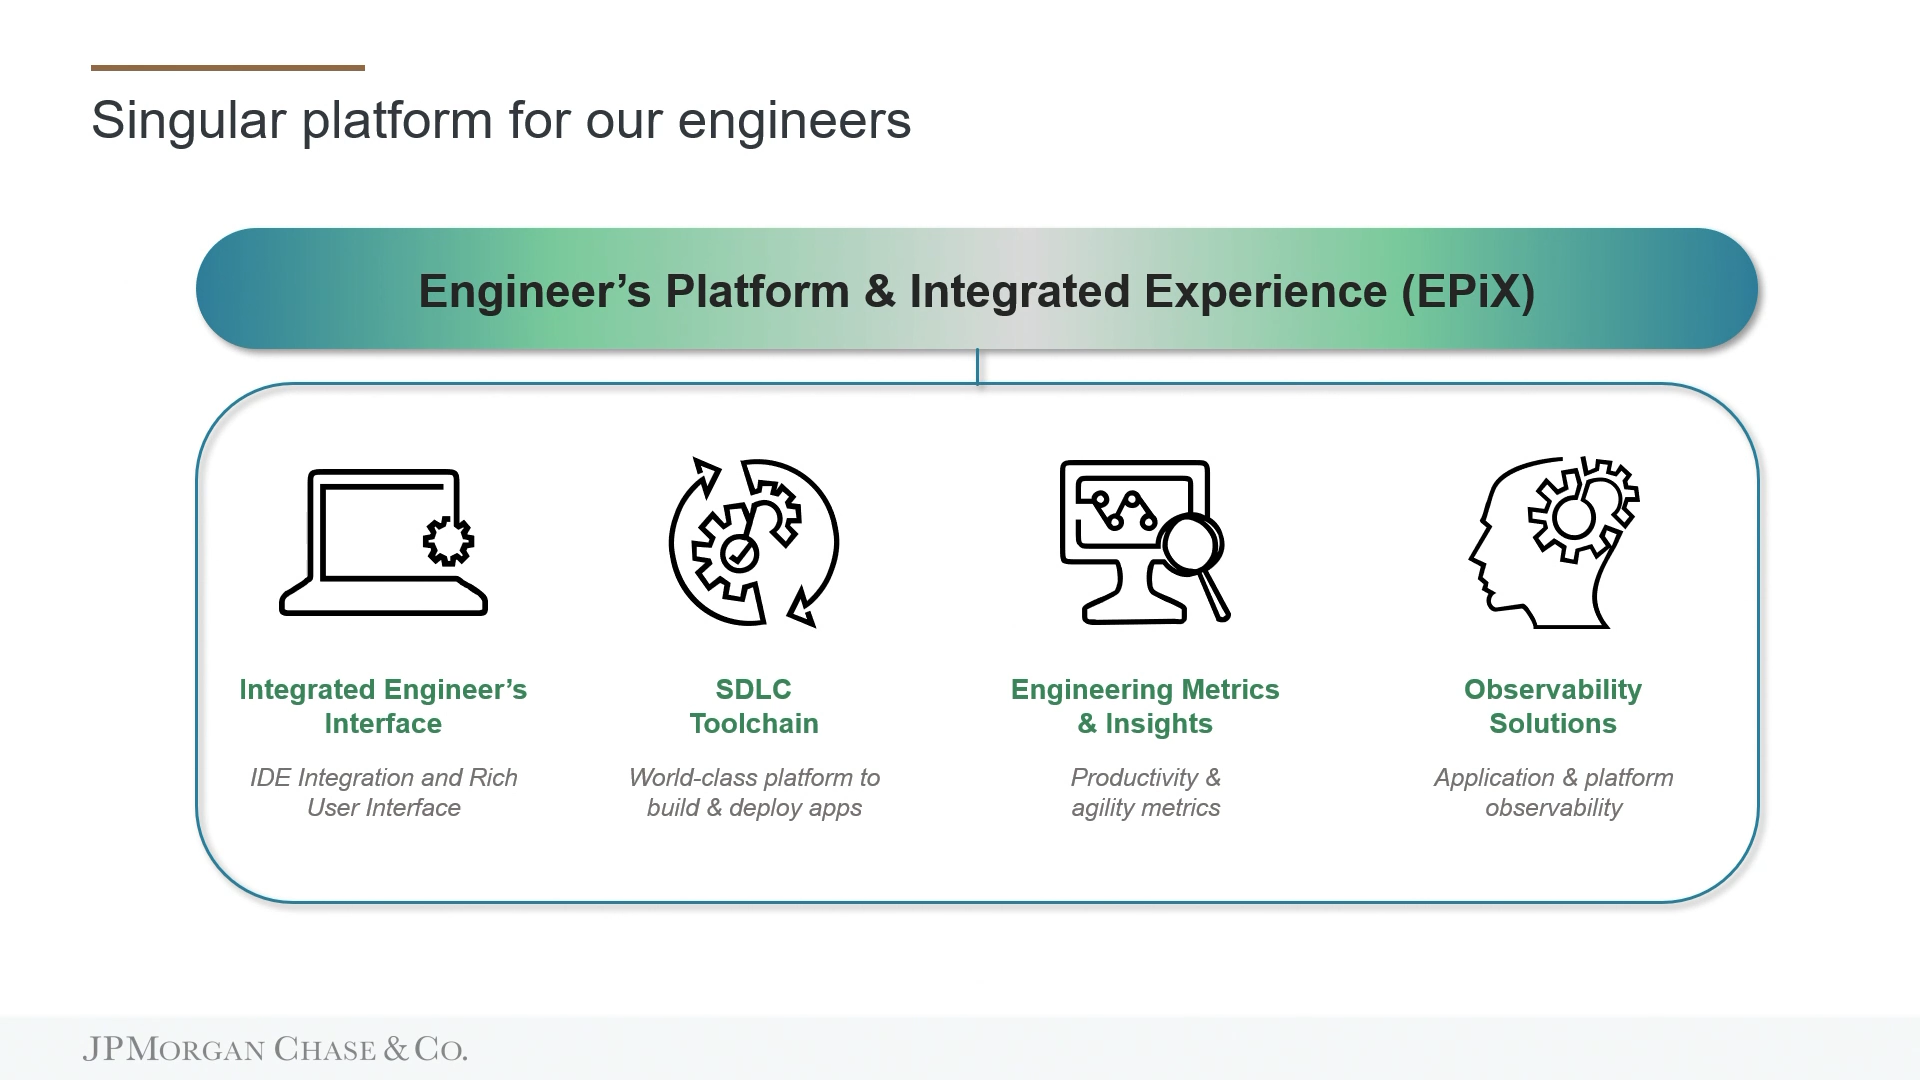 Singular platform for our engineers
Engineer’s Platform & Integrated Experience (EPiX)
Integrated Engineer’s
Interface
IDE Integration and Rich
User Interface
SDLC
Toolchain
World-class platform to
build & deploy apps
Engineering Metrics
& Insights
Productivity &
agility metrics
Observability
Solutions
Application & platform
observability
JPMORGAN CHASE & CO.